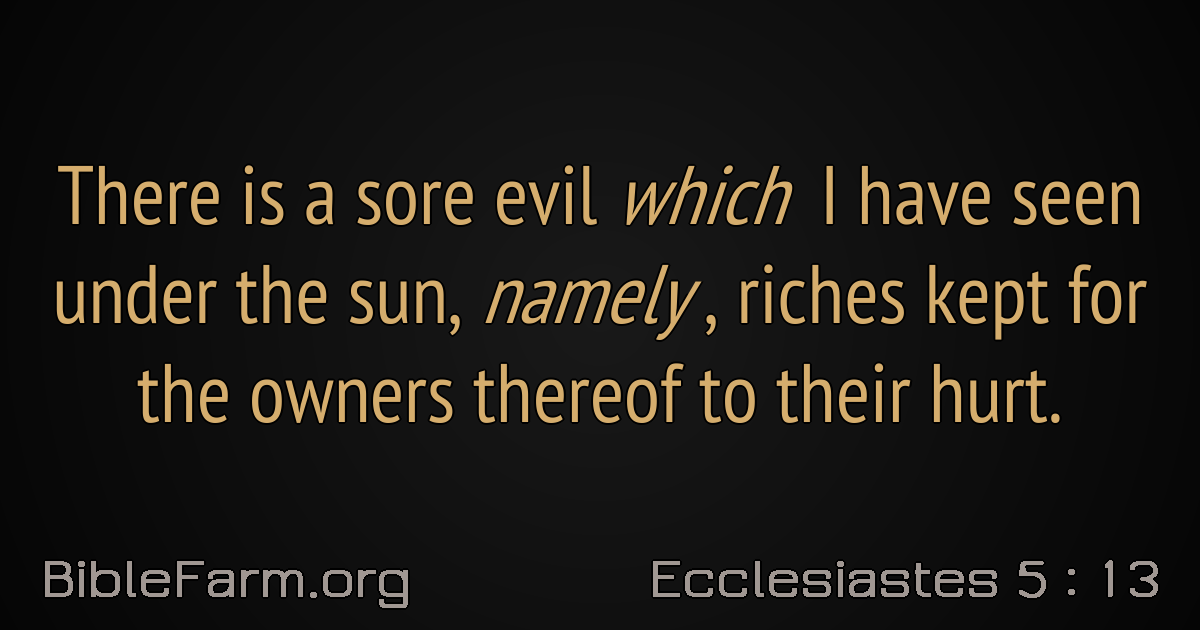 There is a sore evil which I have seen
under the sun, namely, riches kept for
the owners thereof to their hurt.
BibleFarm.org
Ecclesiastes 5 : 13